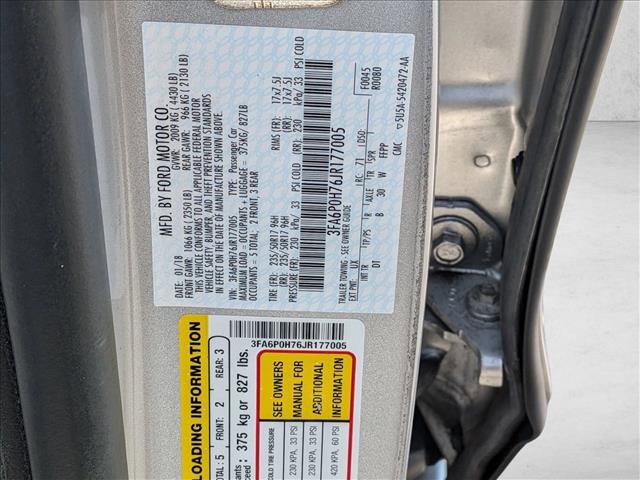 MFD. BY FORD MOTOR CO.
DATE: 01/18 GVWR: 2009 KG ( 4430 LB)
FRONT GAWR: 1066 KG ( 2350 LB) REAR GAWR: 966 KG ( 2130 LB)
THIS VEHICLE CONFORMS TO ALL APPLICABLE FEDERAL MOTOR
VEHICLE SAFETY, BUMPER, AND THEFT PREVENTION STANDARDS
IN EFFECT ON THE DATE OF MANUFACTURE SHOWN ABOVE.
VIN: 3FA6P0H76JR177005 TYPE: Passenger Car
MAXIMUM LOAD = OCCUPANTS + LUGGAGE = 375KG/ 827LB
OCCUPANTS = 5 TOTAL: 2 FRONT, 3 REAR
TIRE (FR): 235/50R17 96H RIMS (FR): 17x7.5J
(RR): 235/50R17 96H (RR): 17x7.5J
PRESSURE (FR): 230 kPa/ 33 PSI COLD (RR): 230 kPa/ 33 PSI COLD
3FA6P0H76JR177005
TRAILER TOWING - SEE OWNER GUIDE
F0045
EXT PNT: UX RC: 71 DSO: R0080
INT TR TP/PS R AXLE TR SPR
DT B 30 W FFPP
CMC 5U5A-5420472-AA
3FA6P0H76JR177005
LOADING INFORMATION
TOTAL: 5 FRONT: 2 REAR: 3
375 kg or 827 lbs.
COLD TIRE PRESSURE
230 KPA, 33 PSI
230 KPA, 33 PSI
420 KPA, 60 PSI
SEE OWNERS
MANUAL FOR
ADDITIONAL
INFORMATION